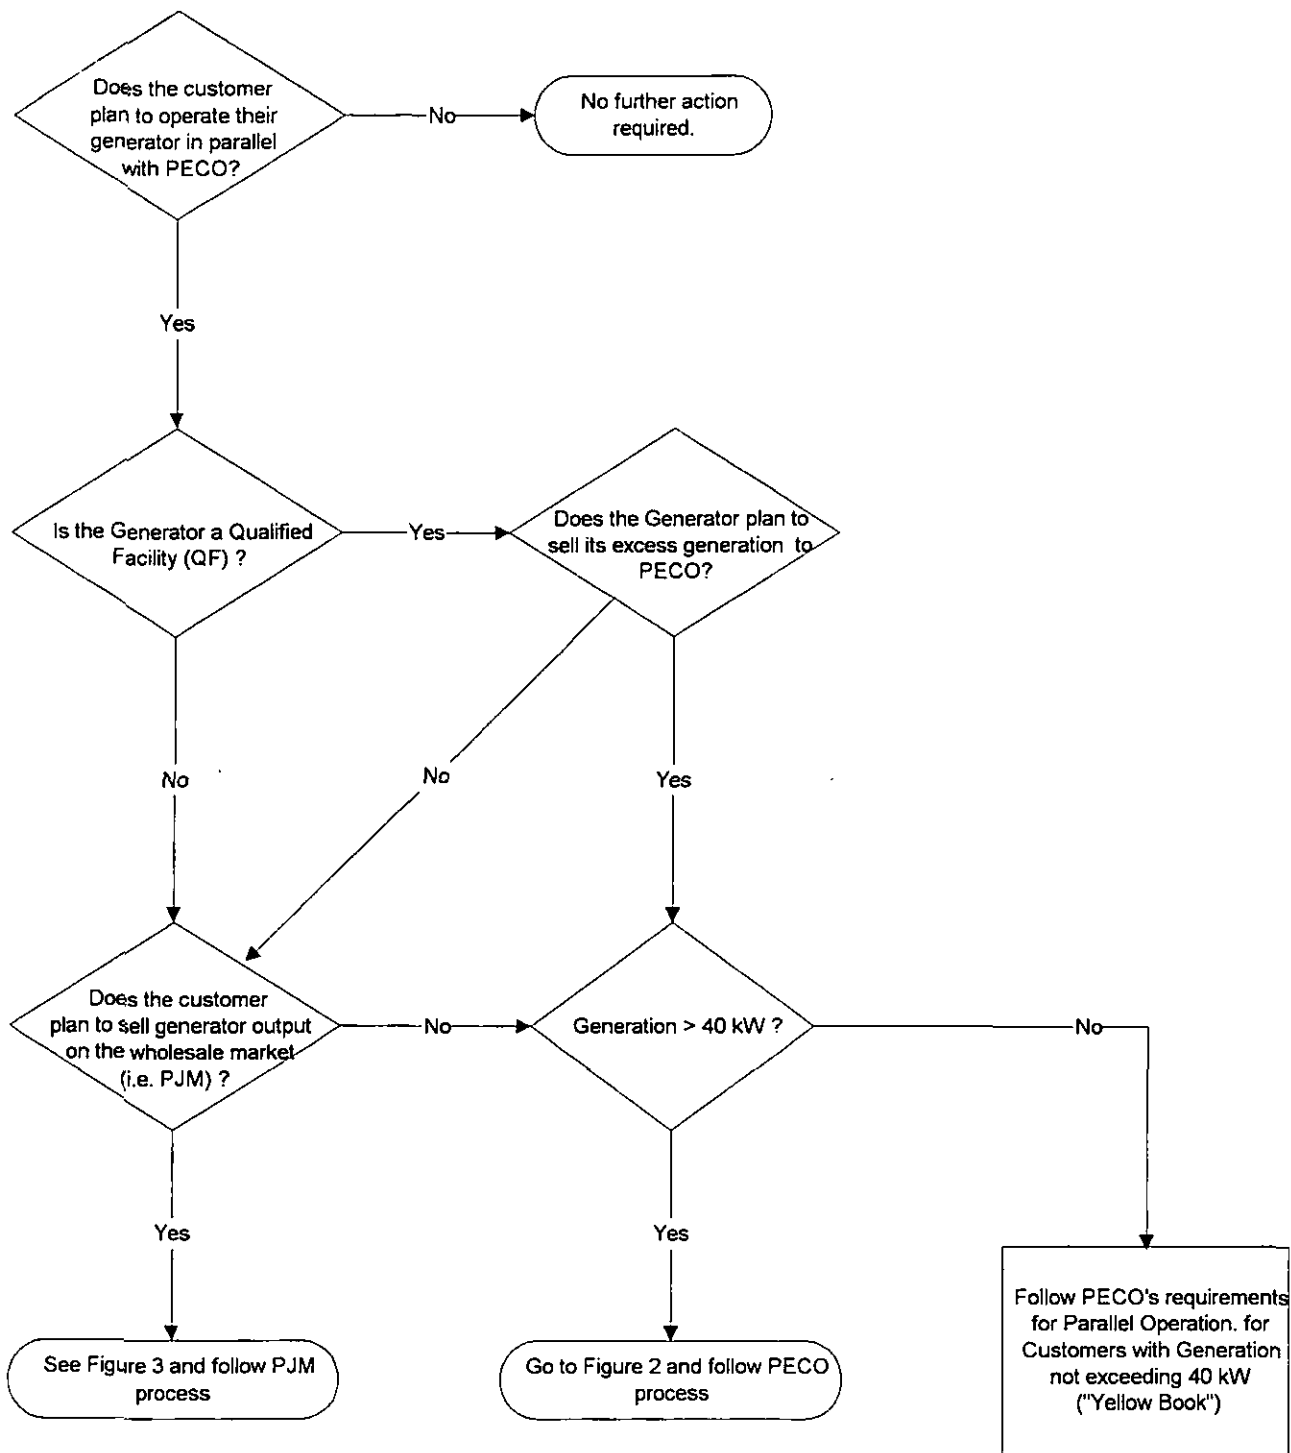 Does the customer
plan to operate their
generator in parallel
with PECO?
No
No further action
required.
Yes
Is the Generator a Qualified
Facility (QF) ?
Yes
Does the Generator plan to
sell its excess generation to
PECO?
No
No
Yes
Does the customer
plan to sell generator output
on the wholesale market
(i.e. PJM) ?
No
Generation > 40 kW ?
No
Yes
Yes
Follow PECO's requirements
for Parallel Operation. for
Customers with Generation
not exceeding 40 kW
("Yellow Book")
See Figure 3 and follow PJM
process
Go to Figure 2 and follow PECO
process